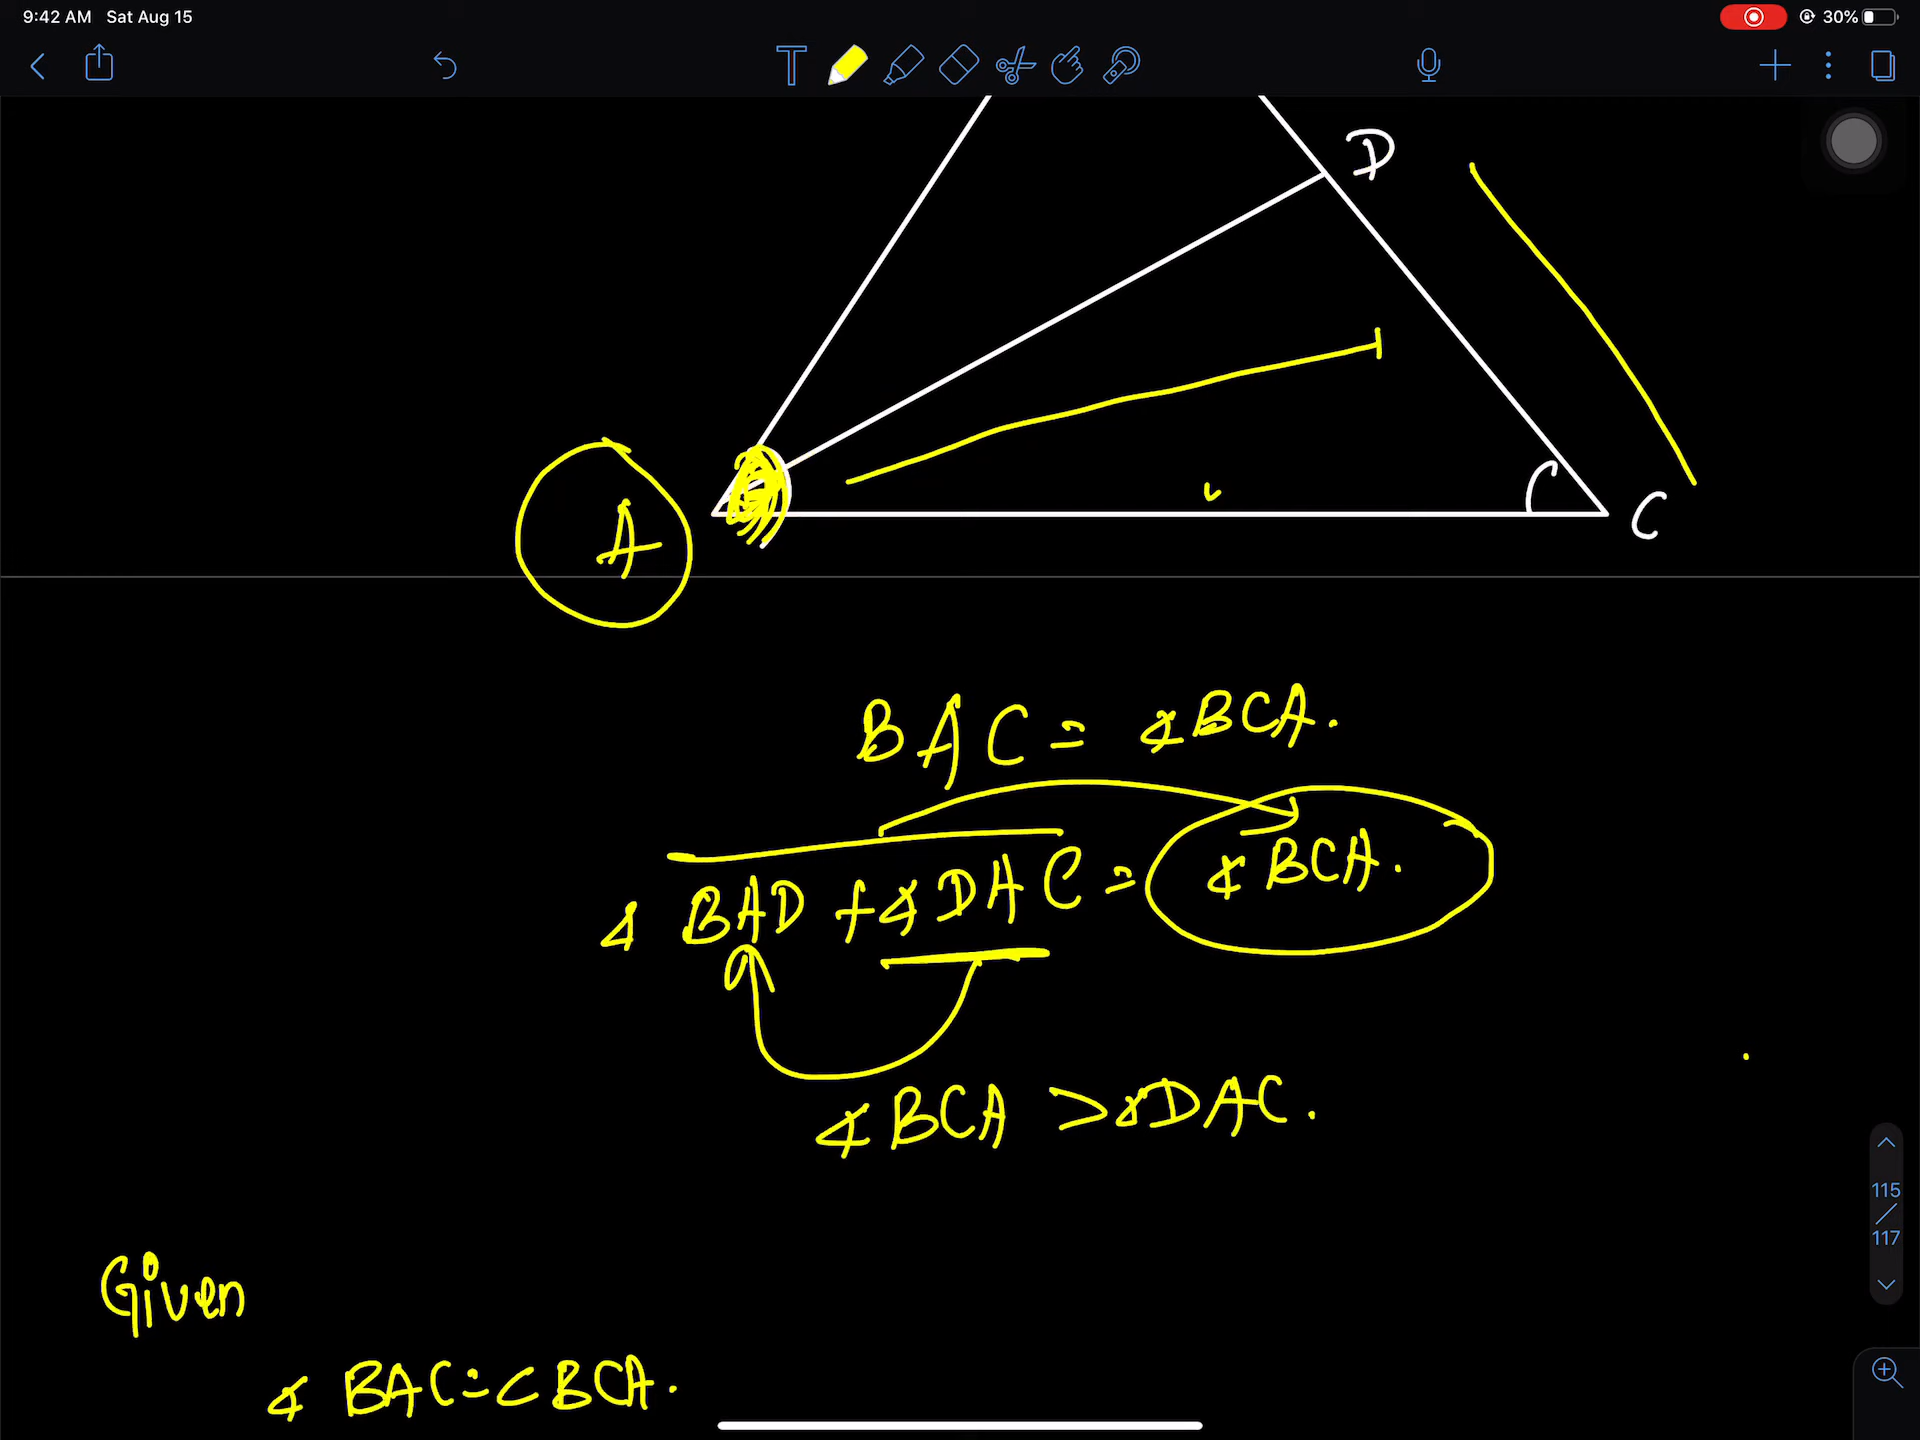 9:42 AM Sat Aug 15
30%
D
A
C
BAC = ∡BCA.
∡ BAD + ∡DAC = ∡BCA.
∡BCA > ∡DAC.
115
117
Given
∡ BAC = <BCA.